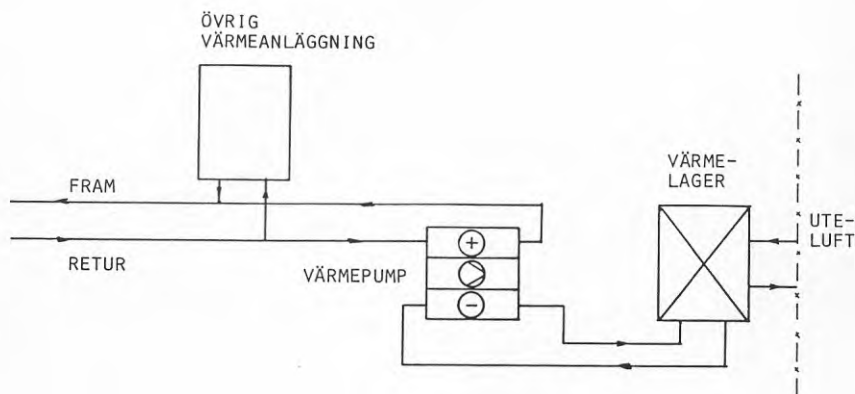 ÖVRIG
VÄRMEANLÄGGNING
FRAM
VÄRME-
LAGER
UTE-
LUFT
RETUR
VÄRMEPUMP
+
−